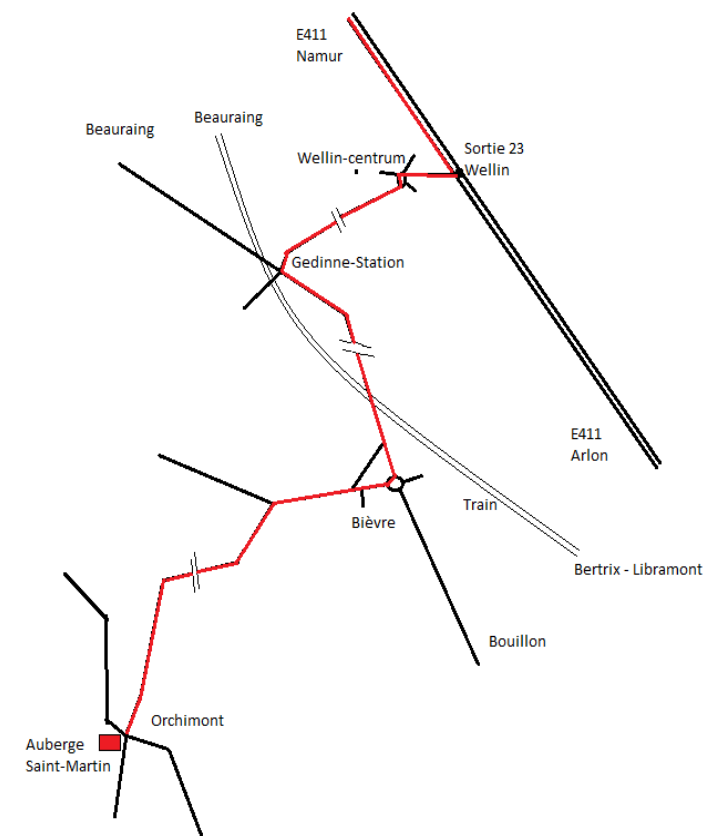 E411
Namur
Beauraing
Beauraing
Wellin-centrum
Sortie 23
Wellin
Gedinne-Station
E411
Arlon
Train
Bièvre
Bertrix - Libramont
Bouillon
Orchimont
Auberge
Saint-Martin